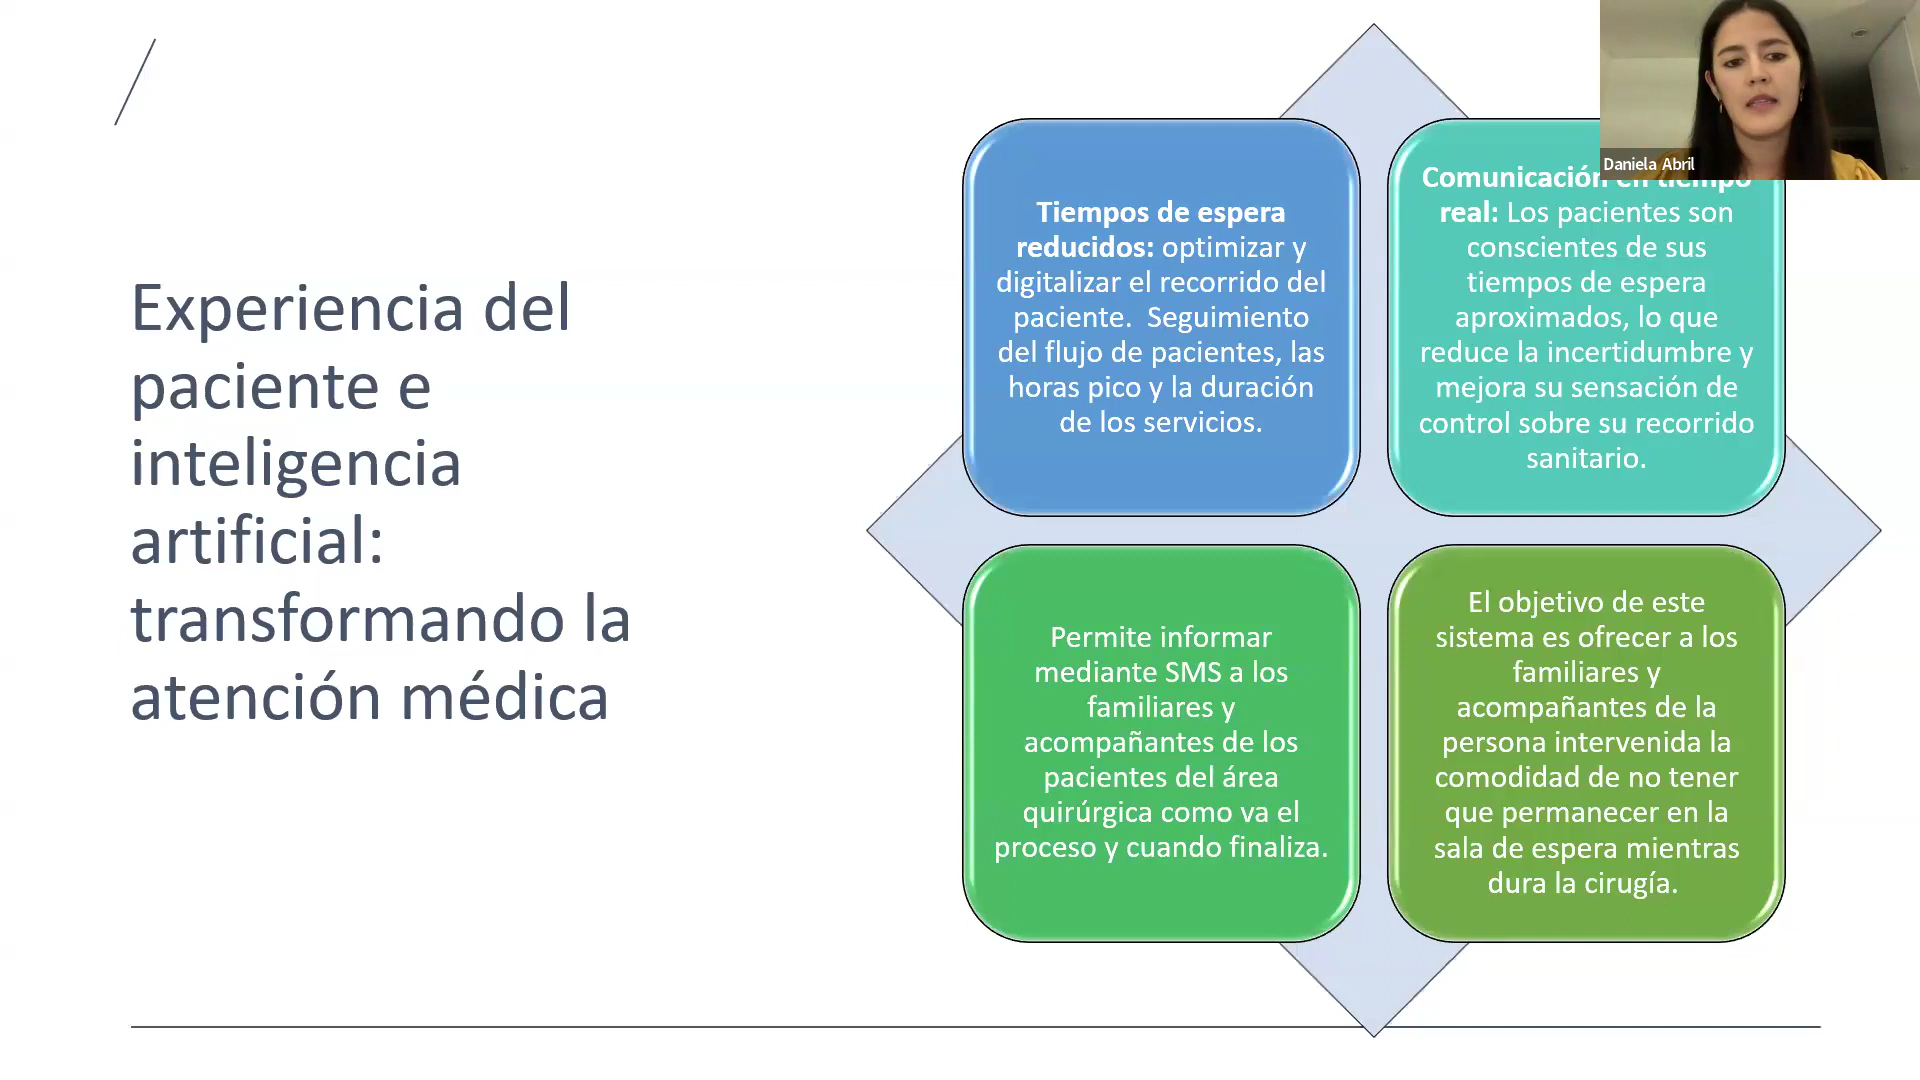 Experiencia del
paciente e
inteligencia
artificial:
transformando la
atención médica
Tiempos de espera
reducidos: optimizar y
digitalizar el recorrido del
paciente.  Seguimiento
del flujo de pacientes, las
horas pico y la duración
de los servicios.
Comunicación en tiempo
real: Los pacientes son
conscientes de sus
tiempos de espera
aproximados, lo que
reduce la incertidumbre y
mejora su sensación de
control sobre su recorrido
sanitario.
Permite informar
mediante SMS a los
familiares y
acompañantes de los
pacientes del área
quirúrgica como va el
proceso y cuando finaliza.
El objetivo de este
sistema es ofrecer a los
familiares y
acompañantes de la
persona intervenida la
comodidad de no tener
que permanecer en la
sala de espera mientras
dura la cirugía.
Daniela Abril